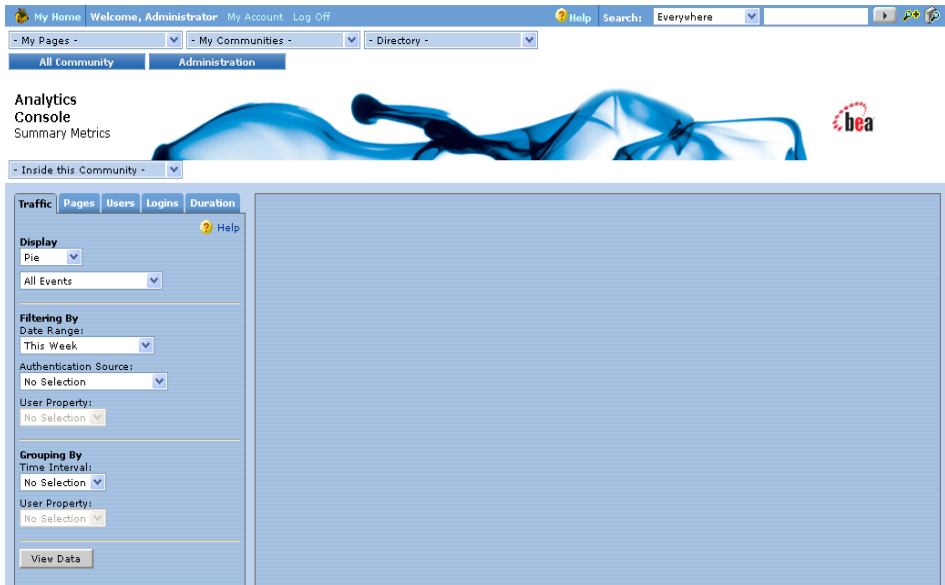 My Home Welcome, Administrator My Account Log Off Help Search: Everywhere
- My Pages - - My Communities - - Directory -
All Community Administration
Analytics
Console
Summary Metrics
bea
- Inside this Community -
Traffic Pages Users Logins Duration
Help
Display
Pie
All Events
Filtering By
Date Range:
This Week
Authentication Source:
No Selection
User Property:
No Selection
Grouping By
Time Interval:
No Selection
User Property:
No Selection
View Data